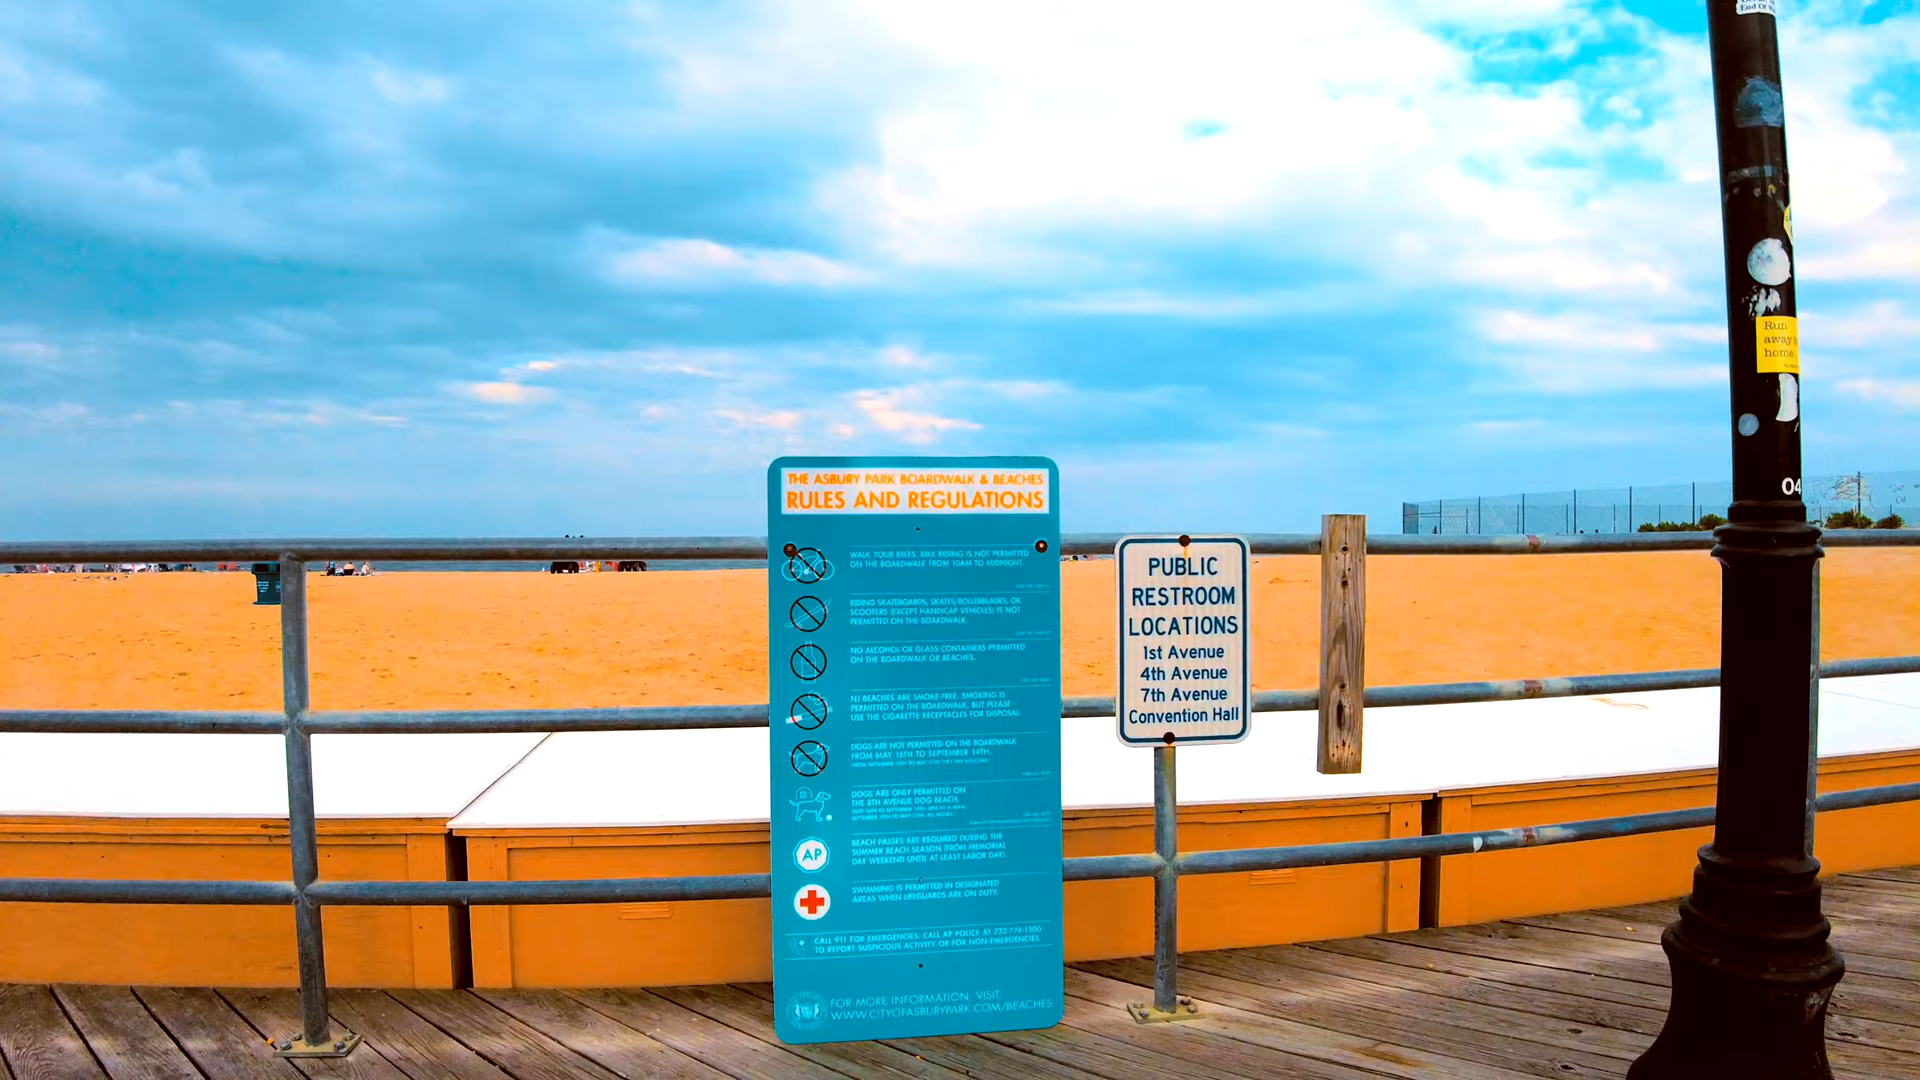 THE ASBURY PARK BOARDWALK & BEACHES
RULES AND REGULATIONS
WALK YOUR BIKES. BIKE RIDING IS NOT PERMITTED
ON THE BOARDWALK FROM 10AM TO MIDNIGHT.
RIDING SKATEBOARDS, SKATES/ROLLERBLADES, OR
SCOOTERS (EXCEPT HANDICAP VEHICLES) IS NOT
PERMITTED ON THE BOARDWALK.
NO ALCOHOL OR GLASS CONTAINERS PERMITTED
ON THE BOARDWALK OR BEACHES.
NJ BEACHES ARE SMOKE-FREE. SMOKING IS
PERMITTED ON THE BOARDWALK, BUT PLEASE
USE THE CIGARETTE RECEPTACLES FOR DISPOSAL.
DOGS ARE NOT PERMITTED ON THE BOARDWALK
FROM MAY 16TH TO SEPTEMBER 14TH.
DOGS ARE ONLY PERMITTED ON
THE 8TH AVENUE DOG BEACH.
AP
BEACH PASSES ARE REQUIRED DURING THE
SUMMER BEACH SEASON (FROM MEMORIAL
DAY WEEKEND UNTIL AT LEAST LABOR DAY).
SWIMMING IS PERMITTED IN DESIGNATED
AREAS WHEN LIFEGUARDS ARE ON DUTY.
CALL 911 FOR EMERGENCIES. CALL AP POLICE AT 732-774-1300
TO REPORT SUSPICIOUS ACTIVITY OR FOR NON-EMERGENCIES
FOR MORE INFORMATION, VISIT:
WWW.CITYOFASBURYPARK.COM/BEACHES
PUBLIC
RESTROOM
LOCATIONS
1st Avenue
4th Avenue
7th Avenue
Convention Hall
End Of
Run
away
home.
04